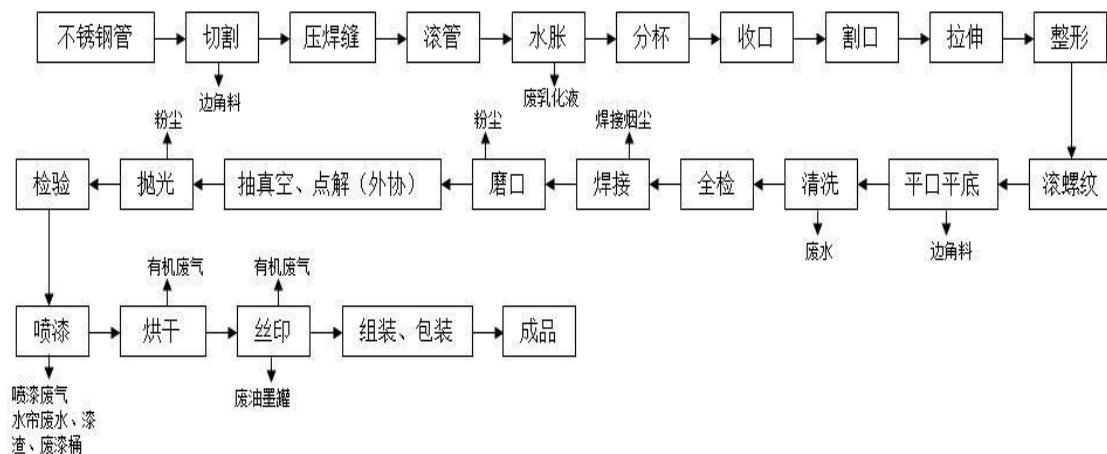 不锈钢管
切割
压焊缝
滚管
水胀
分杯
收口
割口
拉伸
整形
边角料
废乳化液
粉尘
粉尘
焊接烟尘
检验
抛光
抽真空、点解（外协）
磨口
焊接
全检
清洗
平口平底
滚螺纹
废水
边角料
有机废气
有机废气
喷漆
烘干
丝印
组装、包装
成品
喷漆废气
水帘废水、漆
渣、废漆桶
废油墨罐